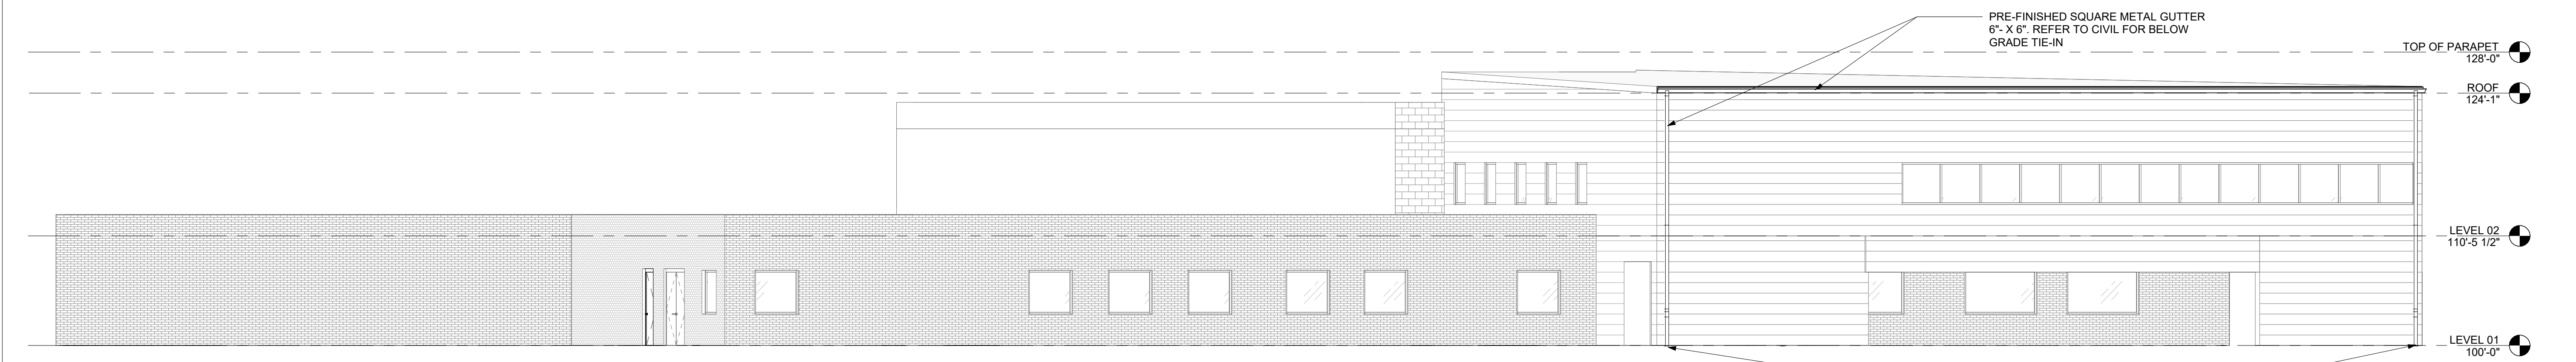 PRE-FINISHED SQUARE METAL GUTTER
6"- X 6". REFER TO CIVIL FOR BELOW
GRADE TIE-IN
TOP OF PARAPET
128'-0"
ROOF
124'-1"
LEVEL 02
110'-5 1/2"
LEVEL 01
100'-0"